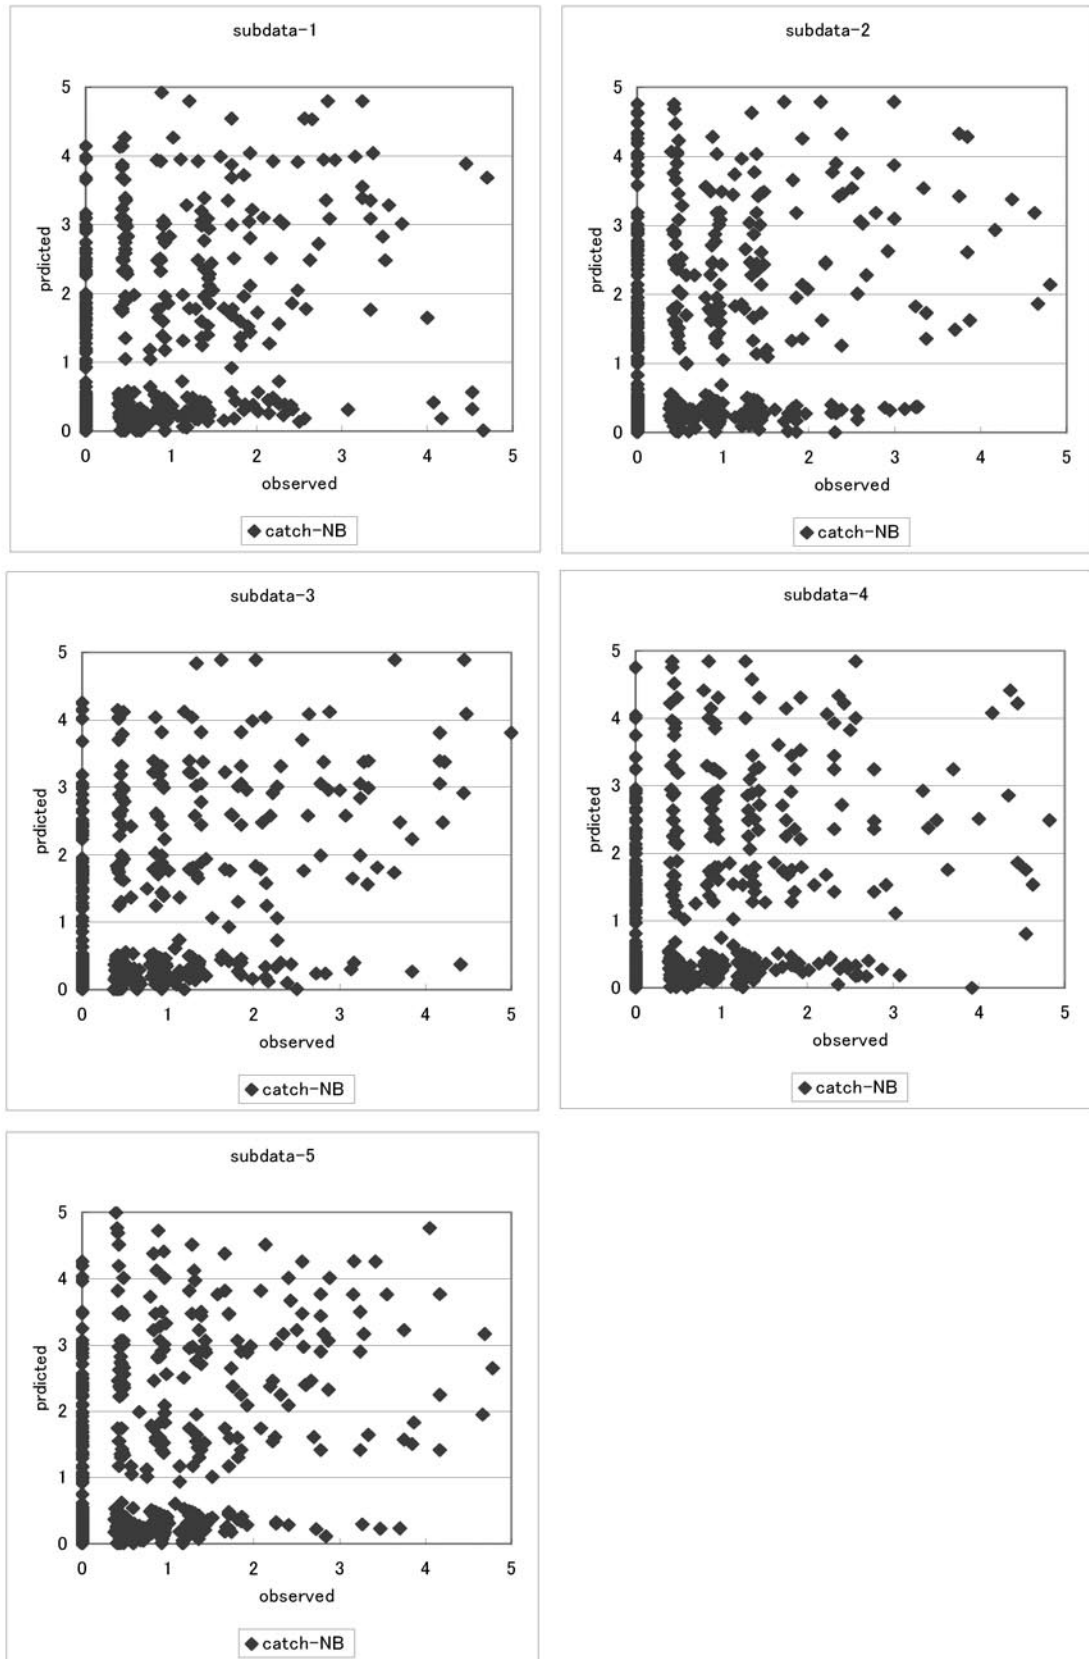 subdata-1
5
4
3
2
1
0
prdicted
0 1 2 3 4 5
observed
catch-NB
subdata-2
5
4
3
2
1
0
prdicted
0 1 2 3 4 5
observed
catch-NB
subdata-3
5
4
3
2
1
0
prdicted
0 1 2 3 4 5
observed
catch-NB
subdata-4
5
4
3
2
1
0
prdicted
0 1 2 3 4 5
observed
catch-NB
subdata-5
5
4
3
2
1
0
prdicted
0 1 2 3 4 5
observed
catch-NB